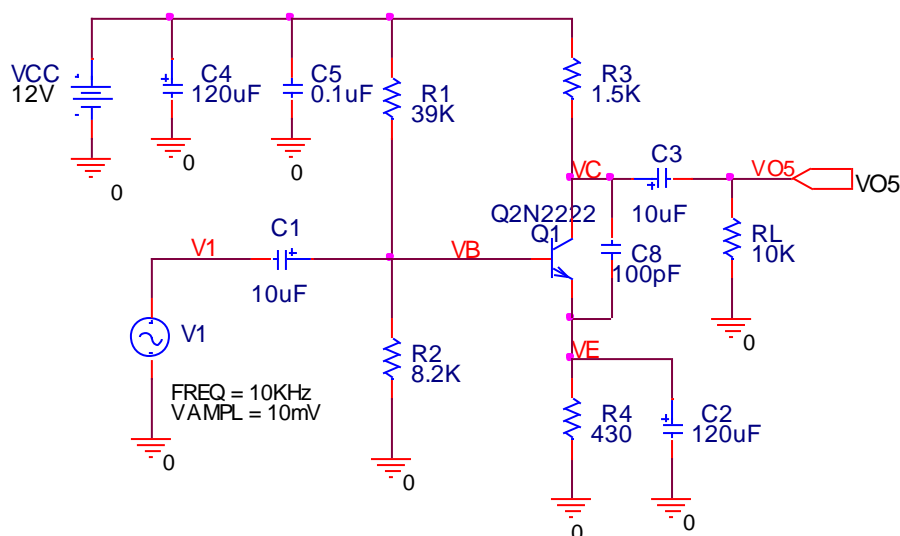 VCC
12V
C4
120uF
C5
0.1uF
R1
39K
R3
1.5K
0
0
0
VC
C3
10uF
VO5
VO5
Q2N2222
Q1
C8
100pF
RL
10K
0
V1
C1
10uF
VB
V1
FREQ = 10KHz
VAMPL = 10mV
0
R2
8.2K
0
VE
R4
430
C2
120uF
0
0